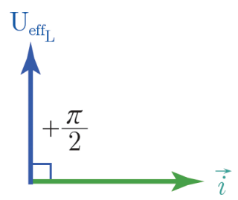 U_eff_L
+π/2
i⃗